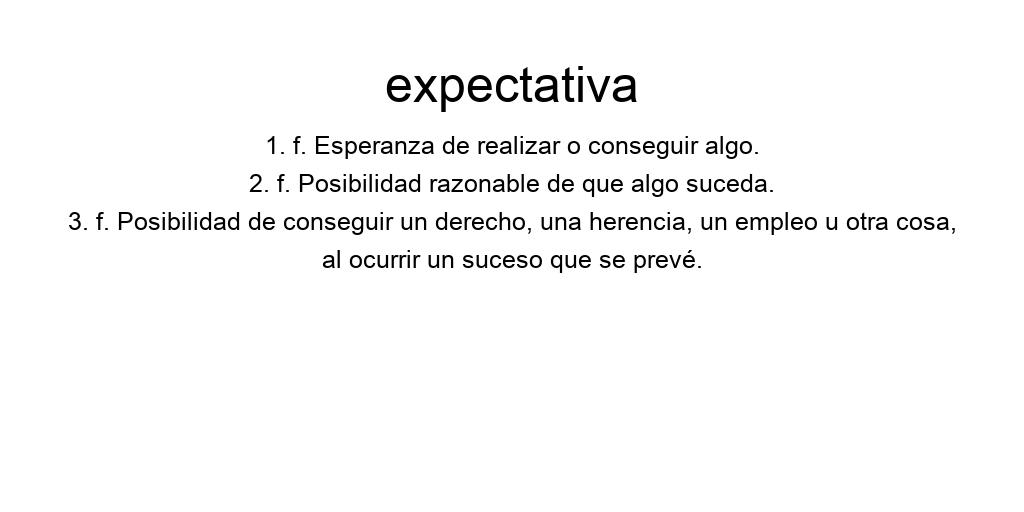 expectativa
1. f. Esperanza de realizar o conseguir algo.
2. f. Posibilidad razonable de que algo suceda.
3. f. Posibilidad de conseguir un derecho, una herencia, un empleo u otra cosa,
al ocurrir un suceso que se prevé.